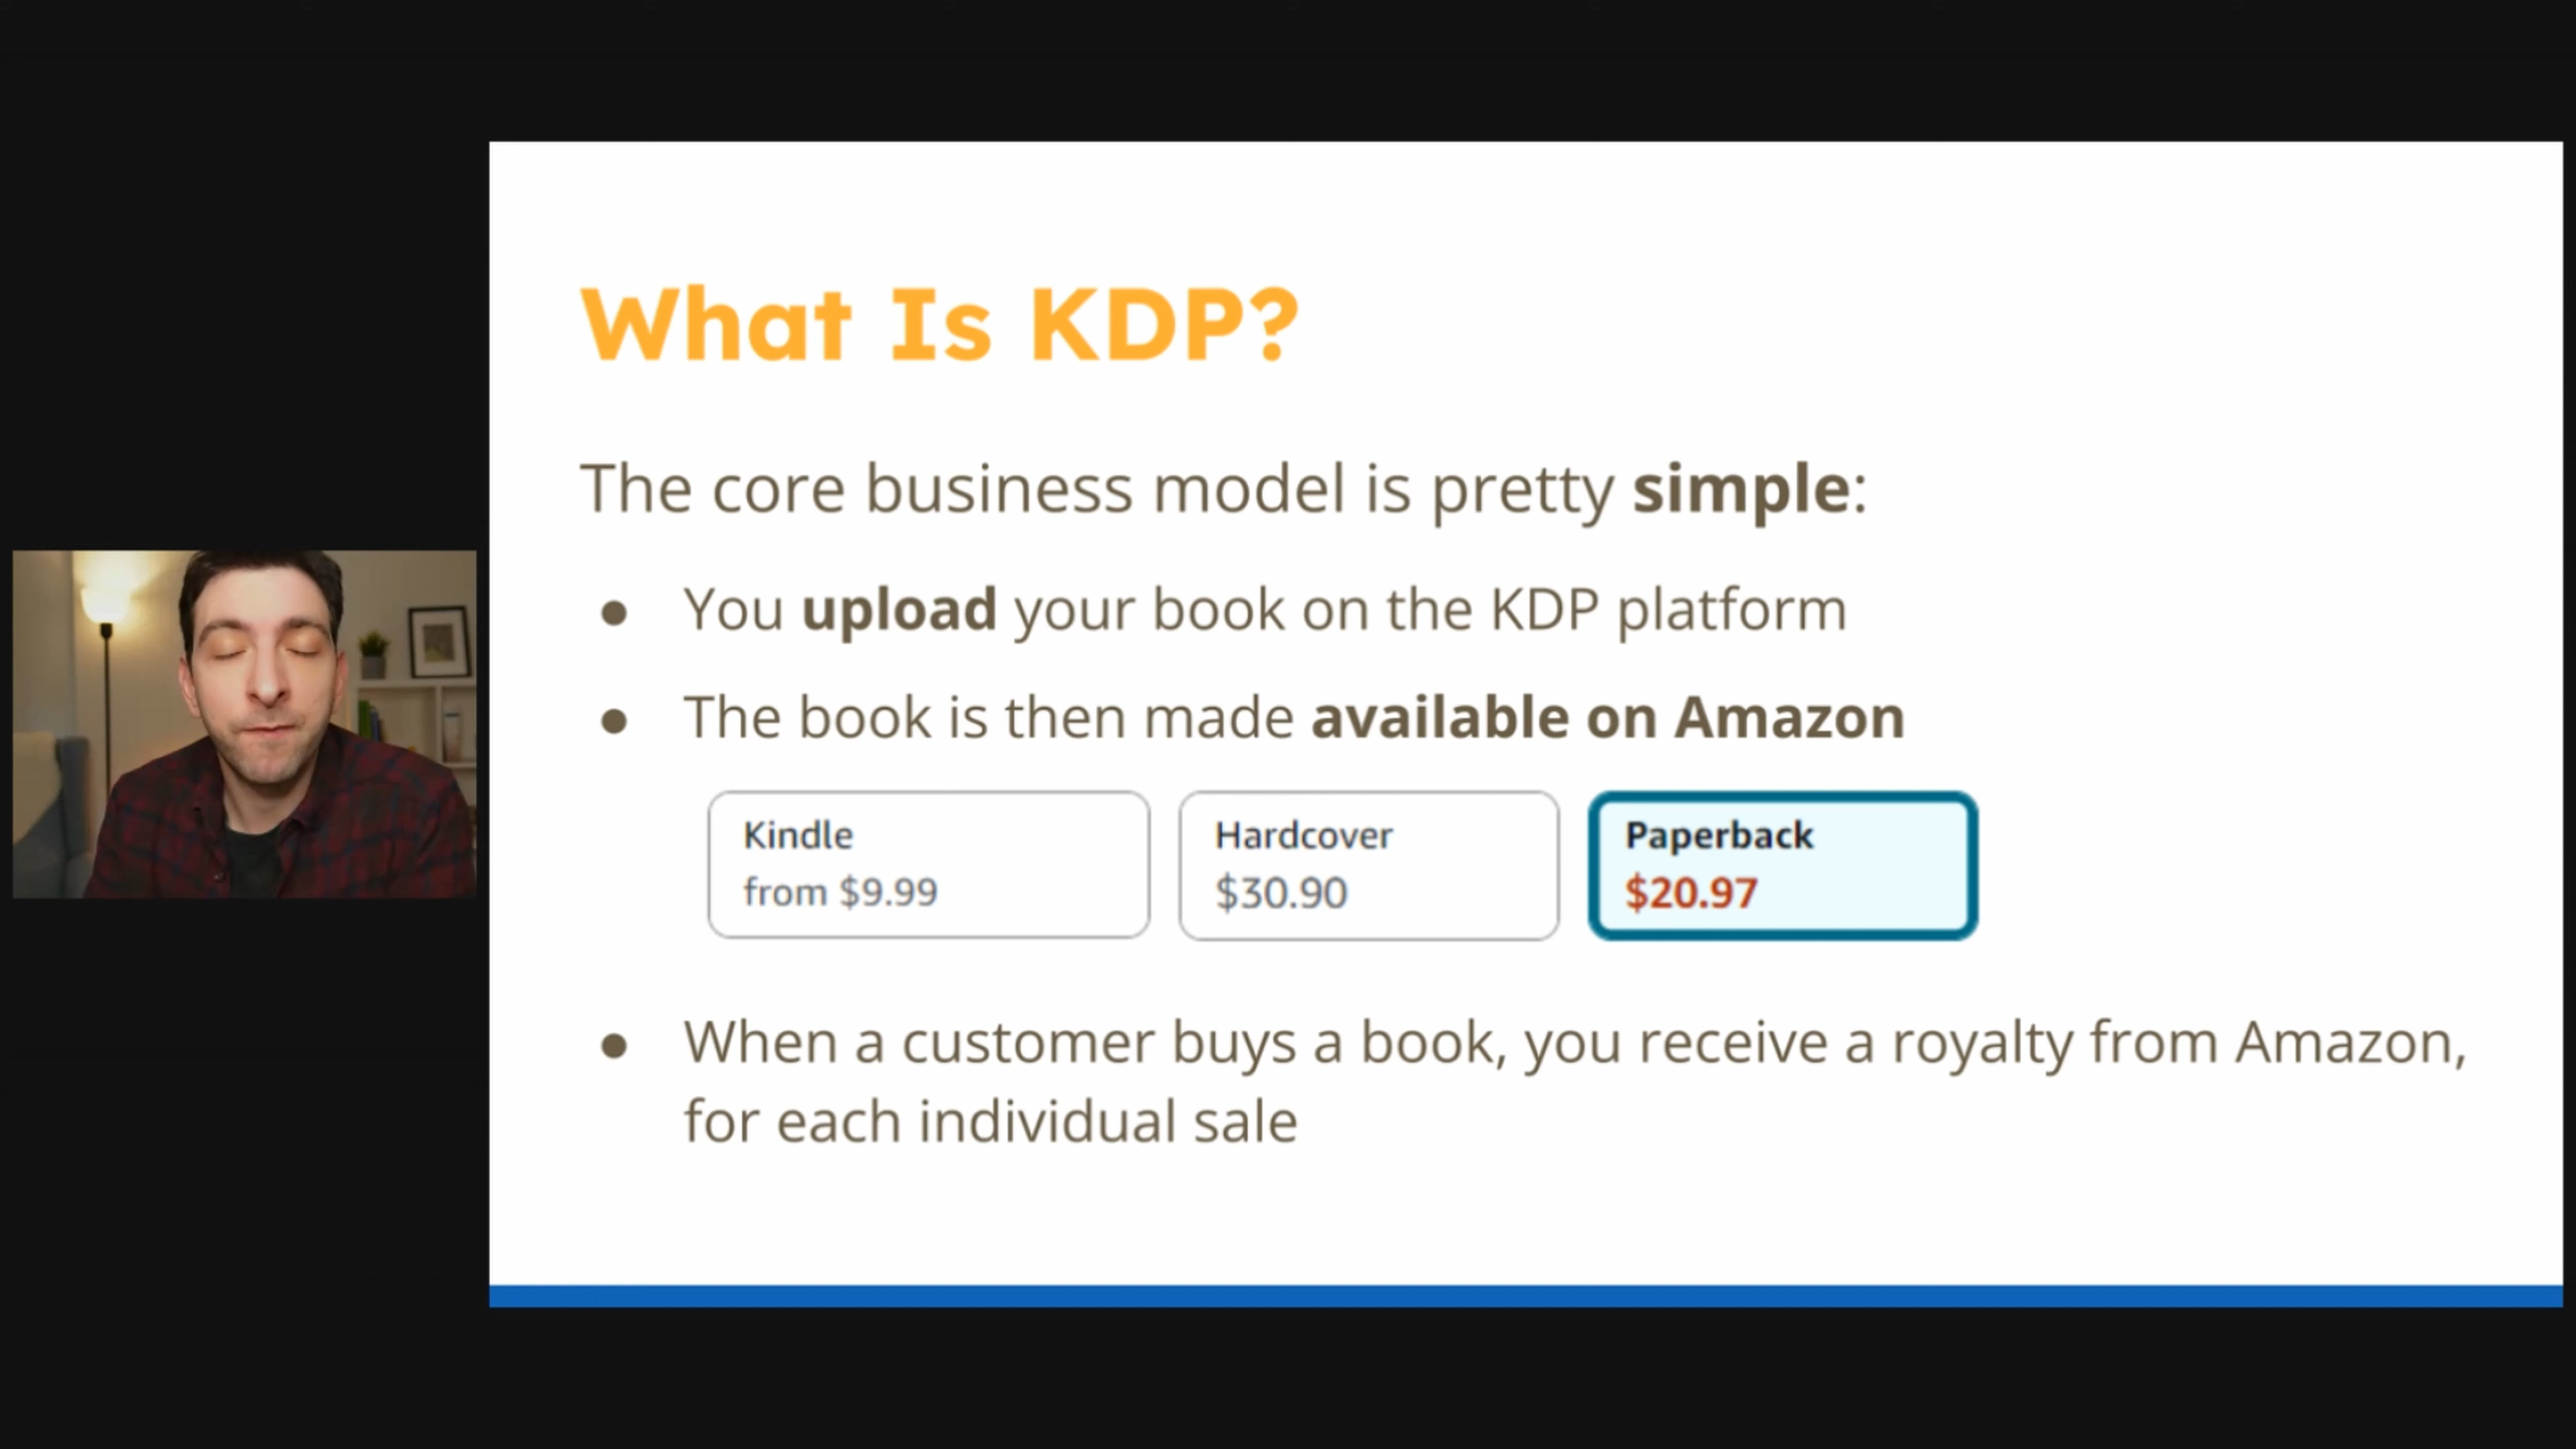 What Is KDP?
The core business model is pretty simple:
● You upload your book on the KDP platform
● The book is then made available on Amazon
Kindle
from $9.99
Hardcover
$30.90
Paperback
$20.97
● When a customer buys a book, you receive a royalty from Amazon,
for each individual sale